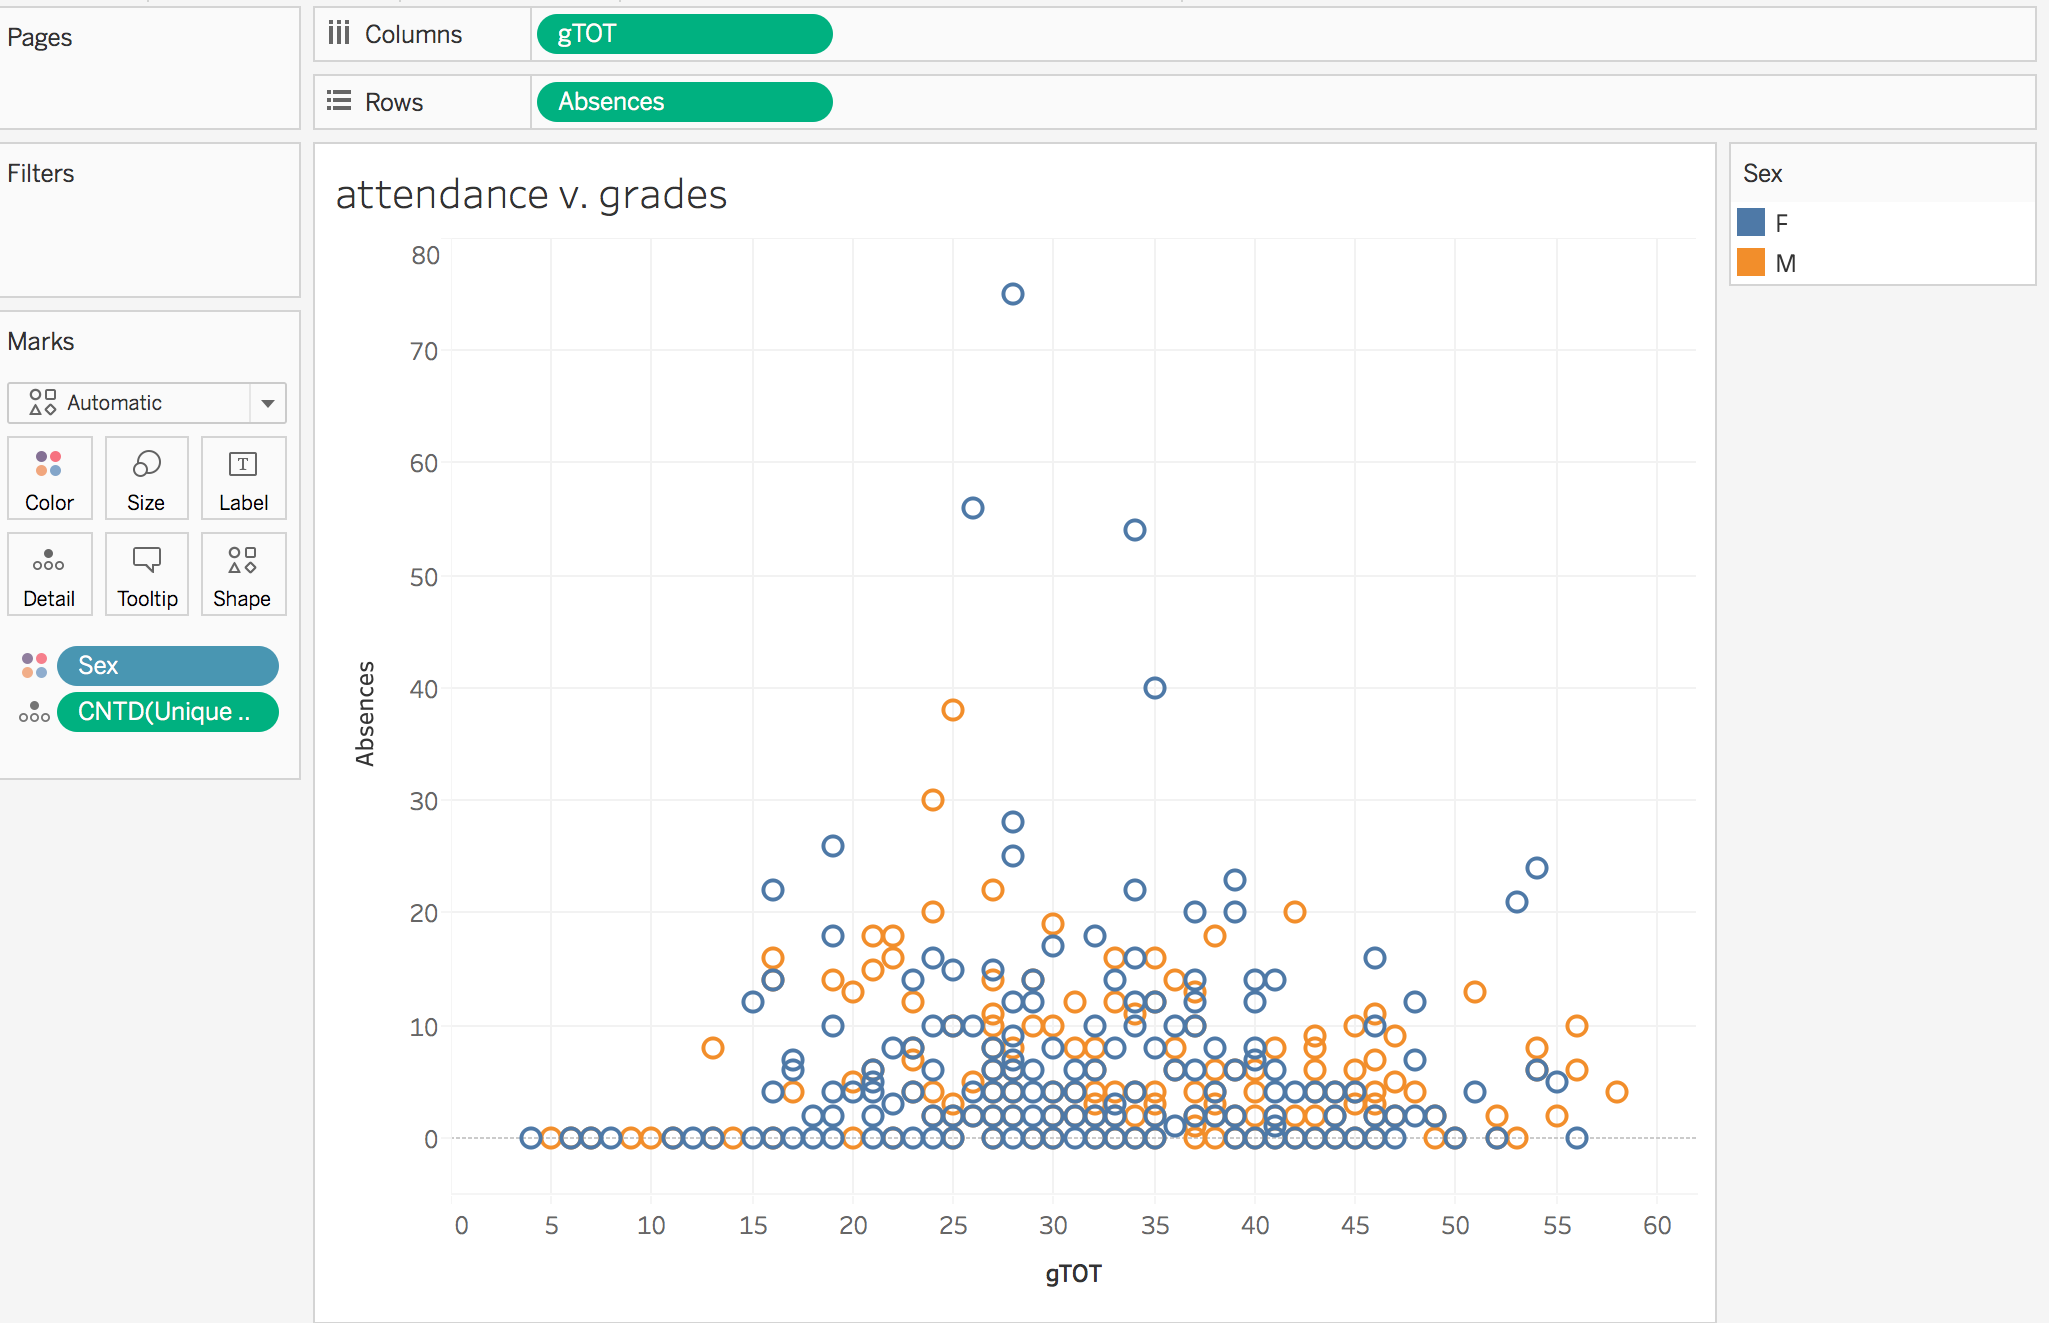 Pages
Columns
gTOT
Rows
Absences
Filters
Marks
Automatic
Color
Size
T
Label
Detail
Tooltip
Shape
Sex
CNTD(Unique ..
attendance v. grades
80
70
60
50
40
30
20
10
0
Absences
0 5 10 15 20 25 30 35 40 45 50 55 60
gTOT
Sex
F
M